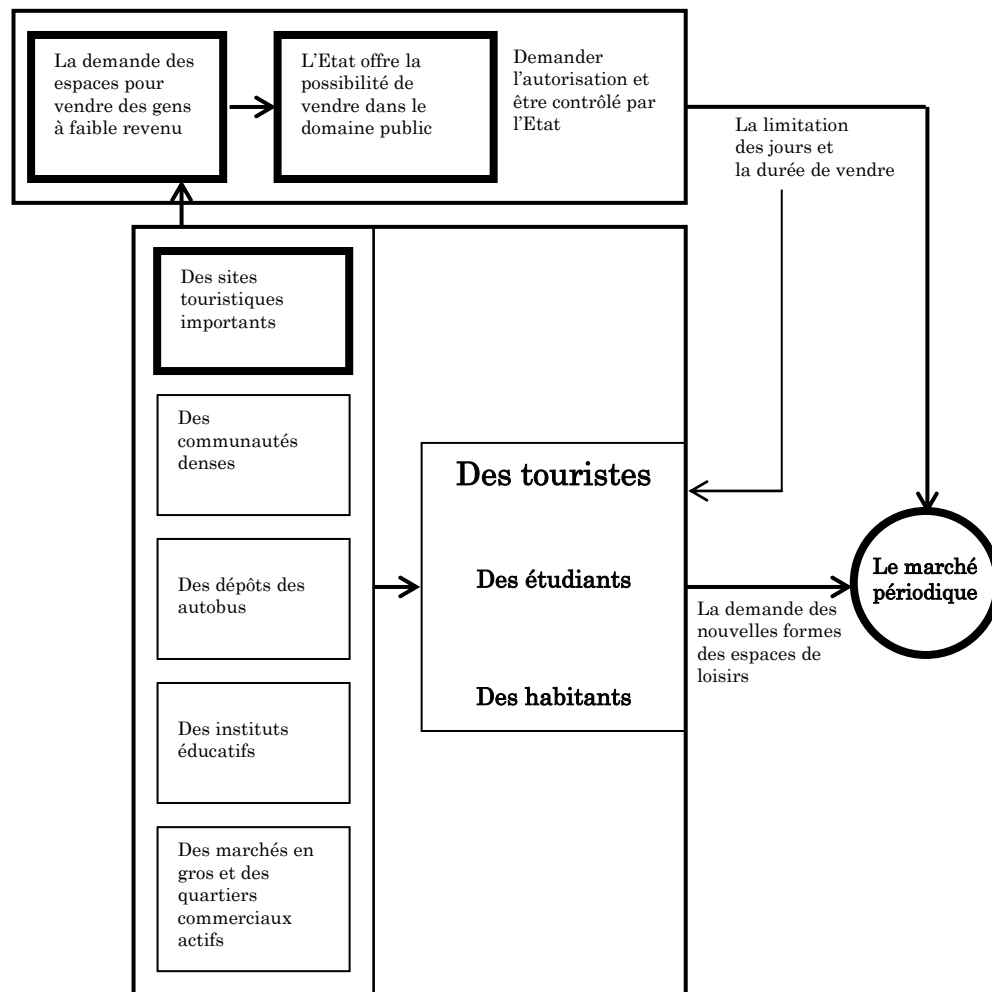 La demande des
espaces pour
vendre des gens
à faible revenu
L'Etat offre la
possibilité de
vendre dans le
domaine public
Demander
l'autorisation et
être contrôlé par
l'Etat
La limitation
des jours et
la durée de vendre
Des sites
touristiques
importants
Des
communautés
denses
Des dépôts des
autobus
Des instituts
éducatifs
Des marchés en
gros et des
quartiers
commerciaux
actifs
Des touristes
Des étudiants
Des habitants
La demande des
nouvelles formes
des espaces de
loisirs
Le marché
périodique